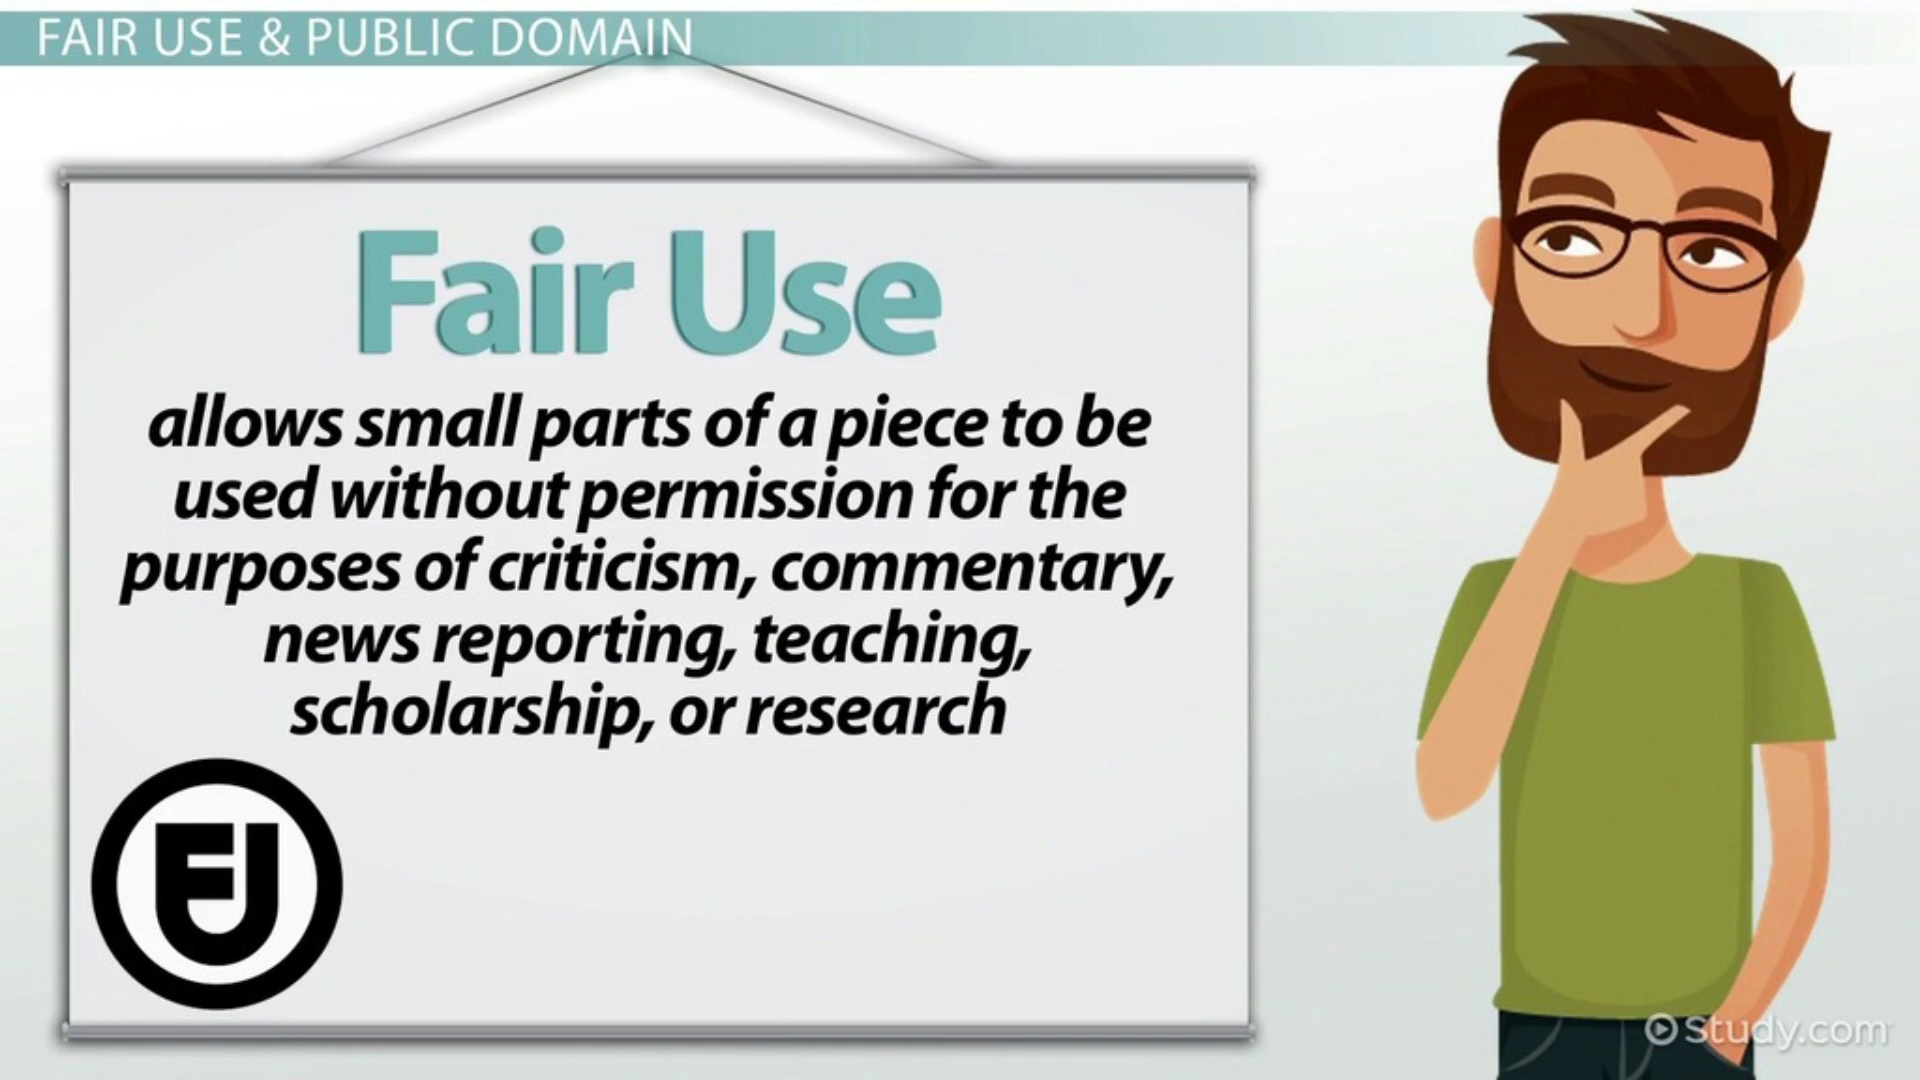 FAIR USE & PUBLIC DOMAIN
Fair Use
allows small parts of a piece to be
used without permission for the
purposes of criticism, commentary,
news reporting, teaching,
scholarship, or research
FU
Study.com